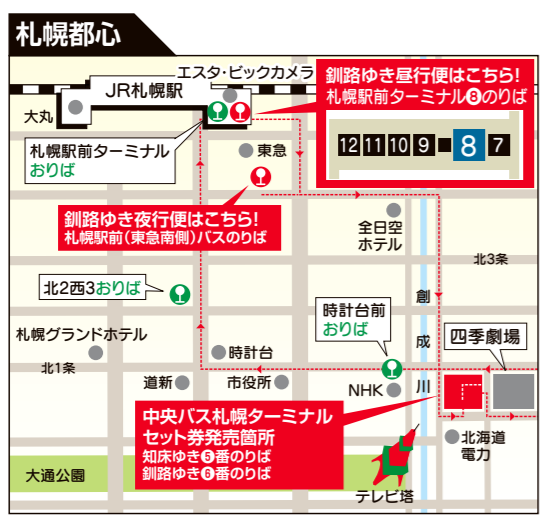 札幌都心
エスタ・ビックカメラ
JR札幌駅
大丸
釧路ゆき昼行便はこちら!
札幌駅前ターミナル❽のりば
12 11 10 9 8 7
札幌駅前ターミナル
おりば
東急
釧路ゆき夜行便はこちら!
札幌駅前(東急南側)バスのりば
全日空
ホテル
北3条
北2西3おりば
時計台前
おりば
創成川
四季劇場
札幌グランドホテル
時計台
北1条
道新
市役所
NHK
中央バス札幌ターミナル
セット券発売箇所
知床ゆき❺番のりば
釧路ゆき❻番のりば
北海道
電力
大通公園
テレビ塔